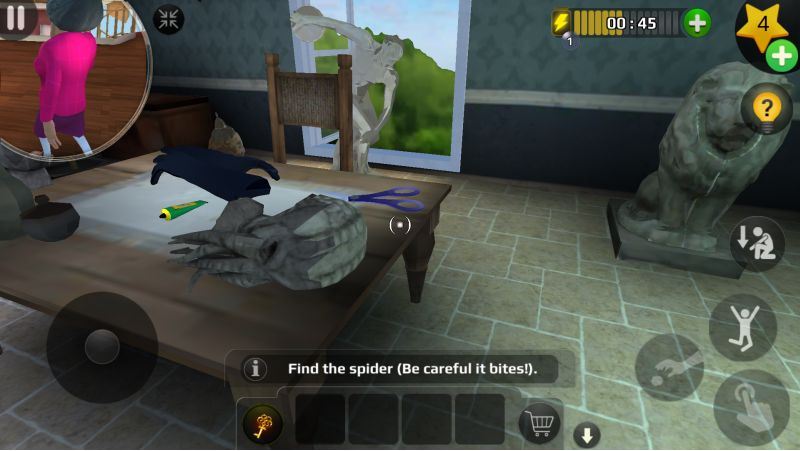 00 : 45
1
4
?
Find the spider (Be careful it bites!).